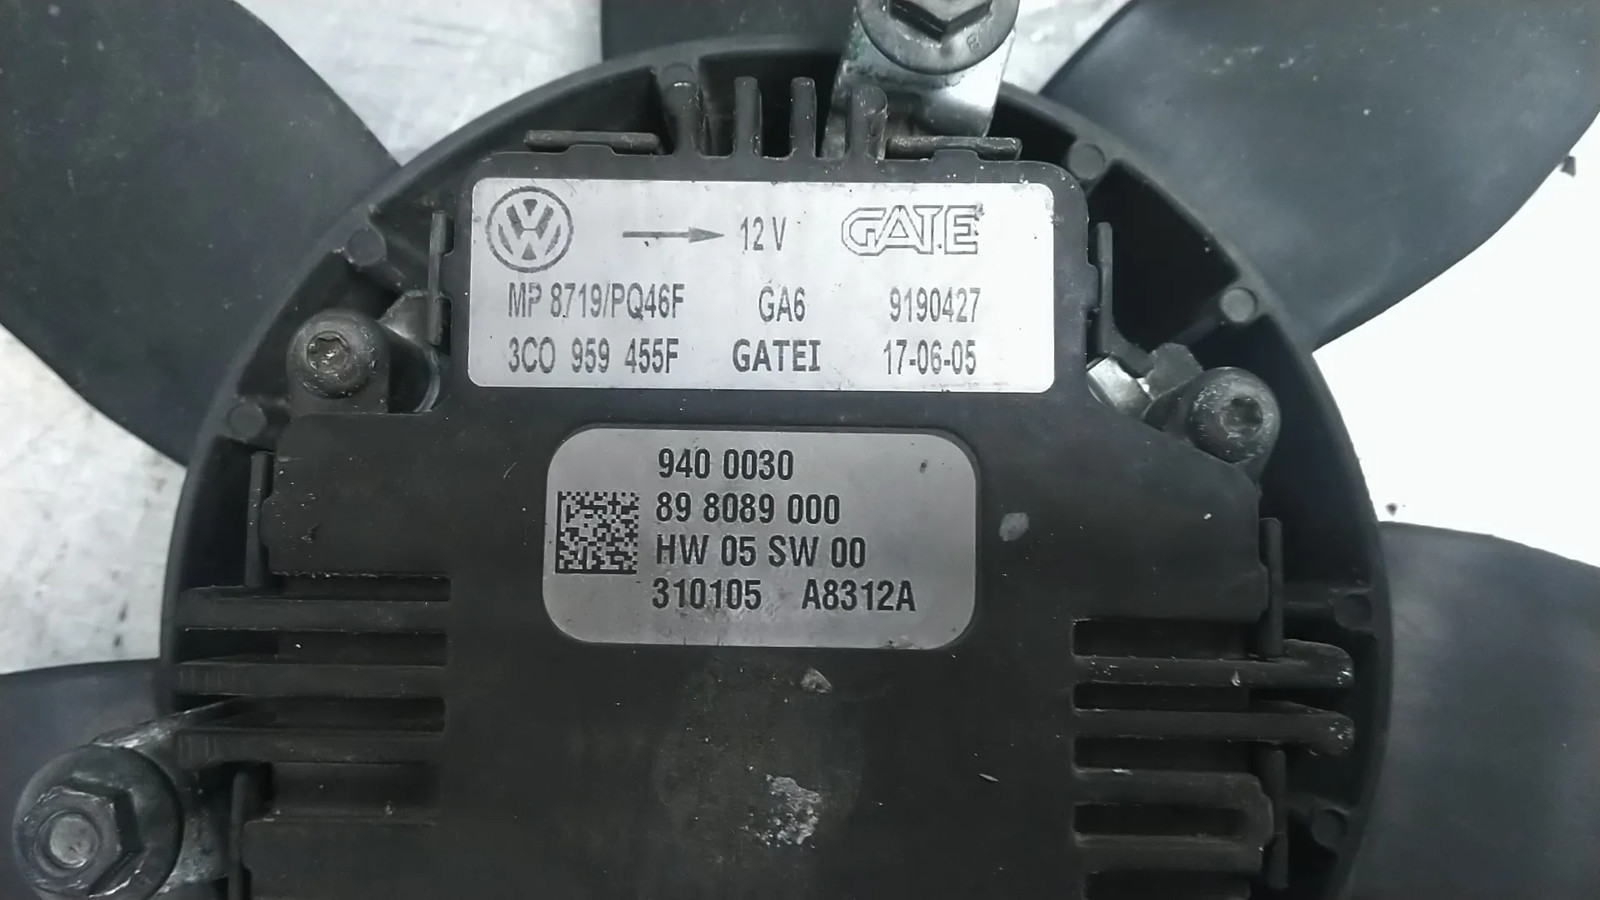 VW 12 V GATE
MP 8719/PQ46F GA6 9190427
3C0 959 455F GATEI 17-06-05
940 0030
89 8089 000
HW 05 SW 00
310105 A8312A